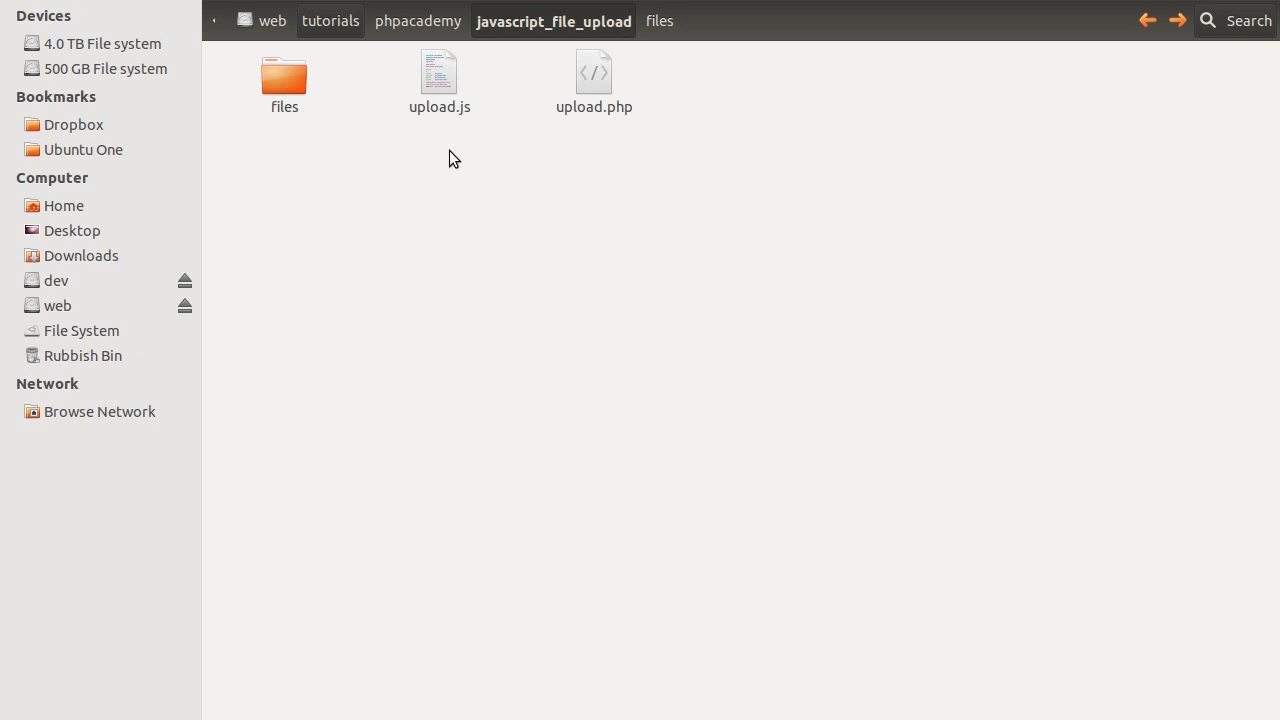 Devices
4.0 TB File system
500 GB File system
Bookmarks
Dropbox
Ubuntu One
Computer
Home
Desktop
Downloads
dev
web
File System
Rubbish Bin
Network
Browse Network
web tutorials phpacademy javascript_file_upload files Search
files upload.js upload.php